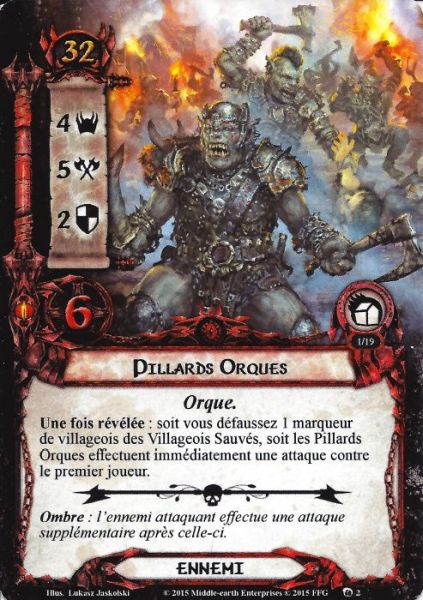 32
4
5
2
6
1/19
Pillards Orques
Orque.
Une fois révélée : soit vous défaussez 1 marqueur
de villageois des Villageois Sauvés, soit les Pillards
Orques effectuent immédiatement une attaque contre
le premier joueur.
Ombre : l'ennemi attaquant effectue une attaque
supplémentaire après celle-ci.
ENNEMI
Illus. Lukasz Jaskolski © 2015 Middle-earth Enterprises © 2015 FFG 2